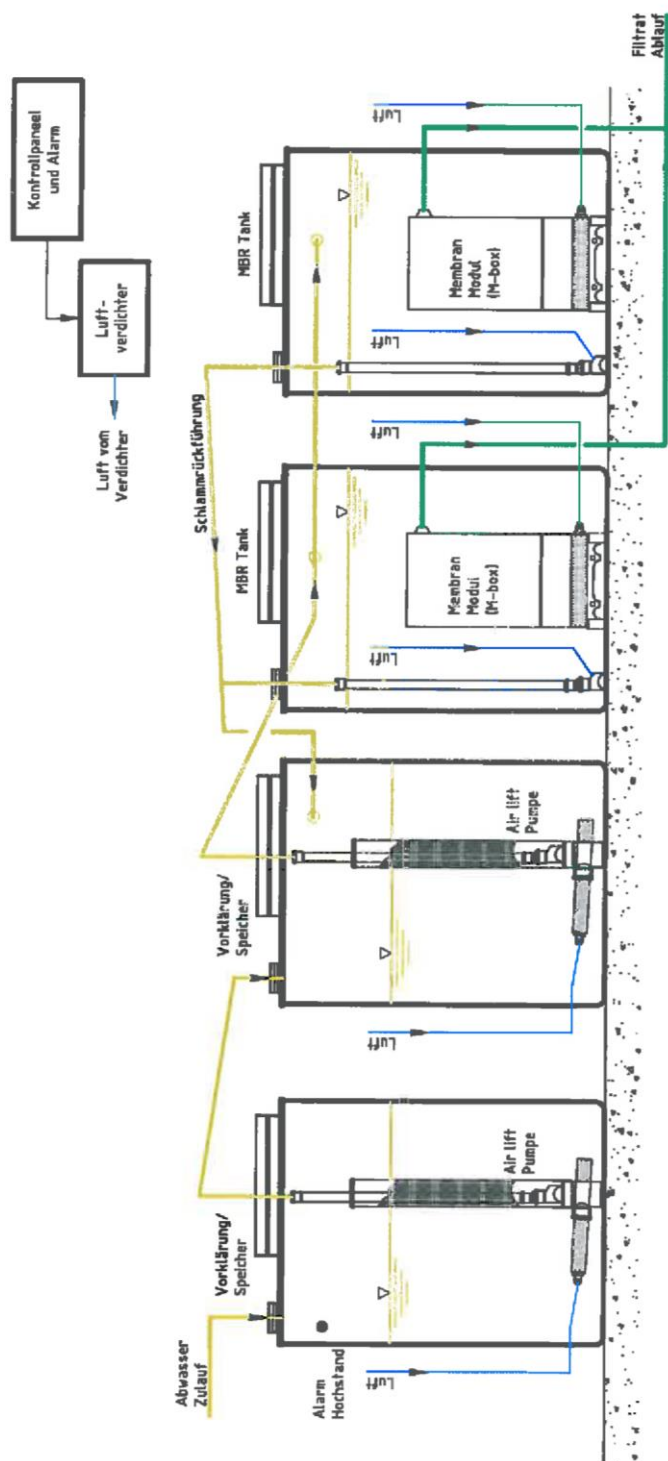 Abwasser
Zulauf
Alarm
Hochstand
Luft
Vorklärung/
Speicher
Air lift
Pumpe
Luft
Vorklärung/
Speicher
Air lift
Pumpe
Schlammrückführung
Luft
MBR Tank
Membran
Modul
(M-box)
Luft
Luft
MBR Tank
Membran
Modul
(M-box)
Luft
Filtrat
Ablauf
Luft vom
Verdichter
Luft-
verdichter
Kontrollpaneel
und Alarm